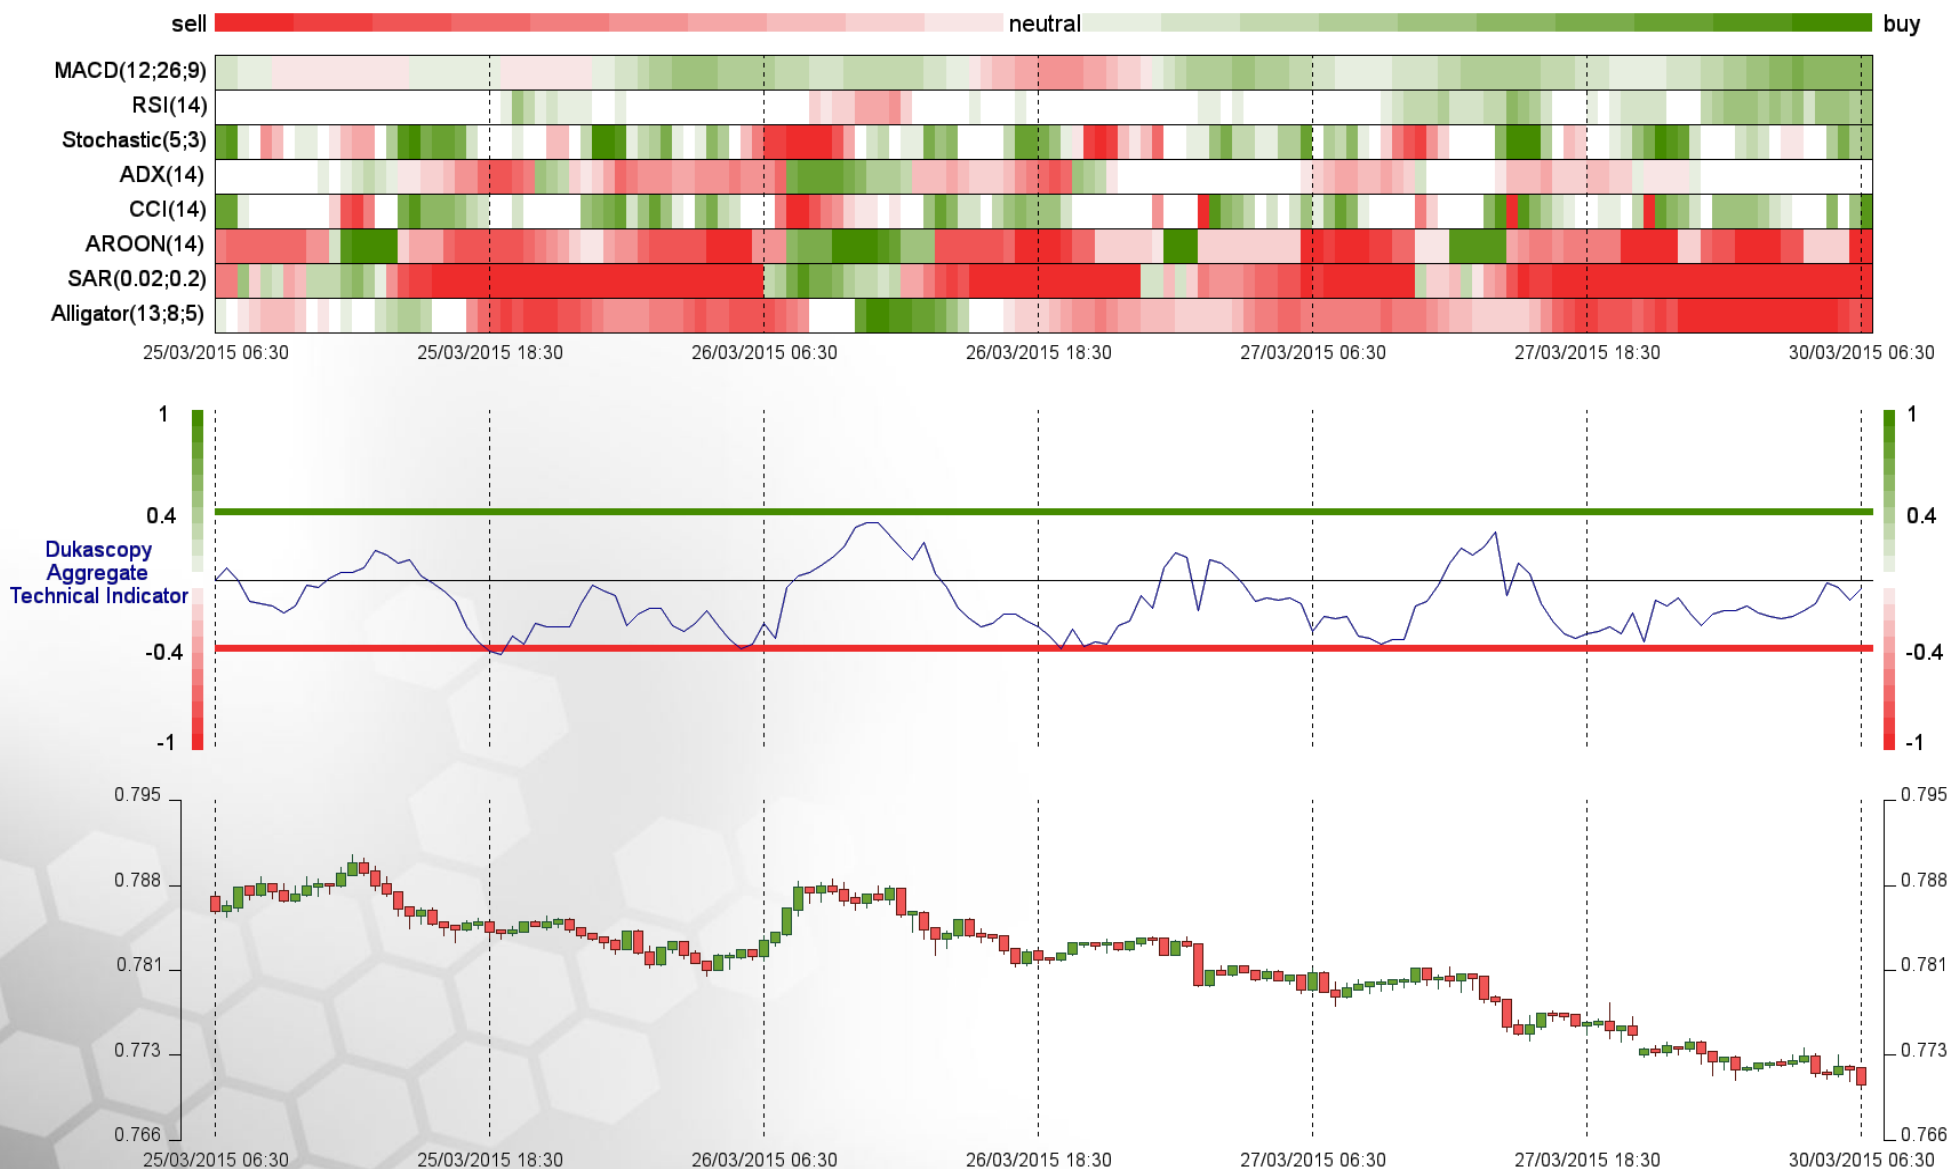 sell neutral buy
MACD(12;26;9)
RSI(14)
Stochastic(5;3)
ADX(14)
CCI(14)
AROON(14)
SAR(0.02;0.2)
Alligator(13;8;5)
25/03/2015 06:30 25/03/2015 18:30 26/03/2015 06:30 26/03/2015 18:30 27/03/2015 06:30 27/03/2015 18:30 30/03/2015 06:30
1 1
0.4 0.4
Dukascopy
Aggregate
Technical Indicator
-0.4 -0.4
-1 -1
0.795 0.795
0.788 0.788
0.781 0.781
0.773 0.773
0.766 0.766
25/03/2015 06:30 25/03/2015 18:30 26/03/2015 06:30 26/03/2015 18:30 27/03/2015 06:30 27/03/2015 18:30 30/03/2015 06:30